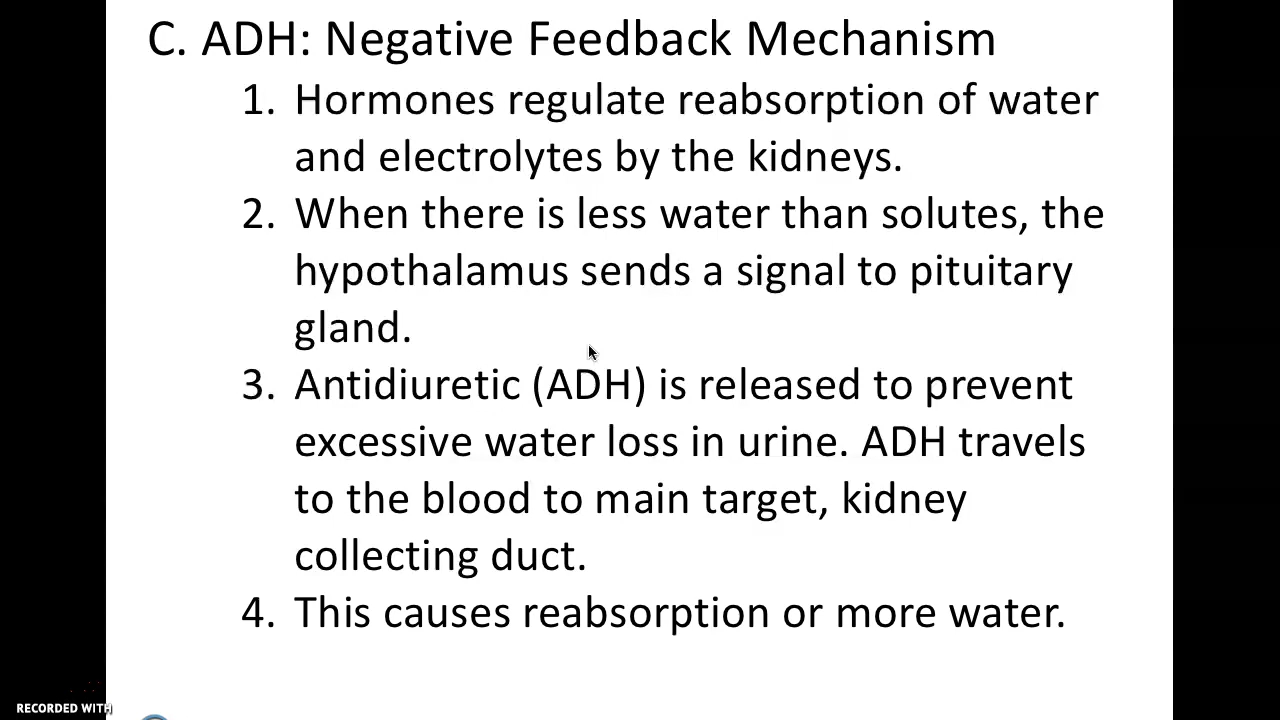 C. ADH: Negative Feedback Mechanism
1. Hormones regulate reabsorption of water
and electrolytes by the kidneys.
2. When there is less water than solutes, the
hypothalamus sends a signal to pituitary
gland.
3. Antidiuretic (ADH) is released to prevent
excessive water loss in urine. ADH travels
to the blood to main target, kidney
collecting duct.
4. This causes reabsorption or more water.
RECORDED WITH